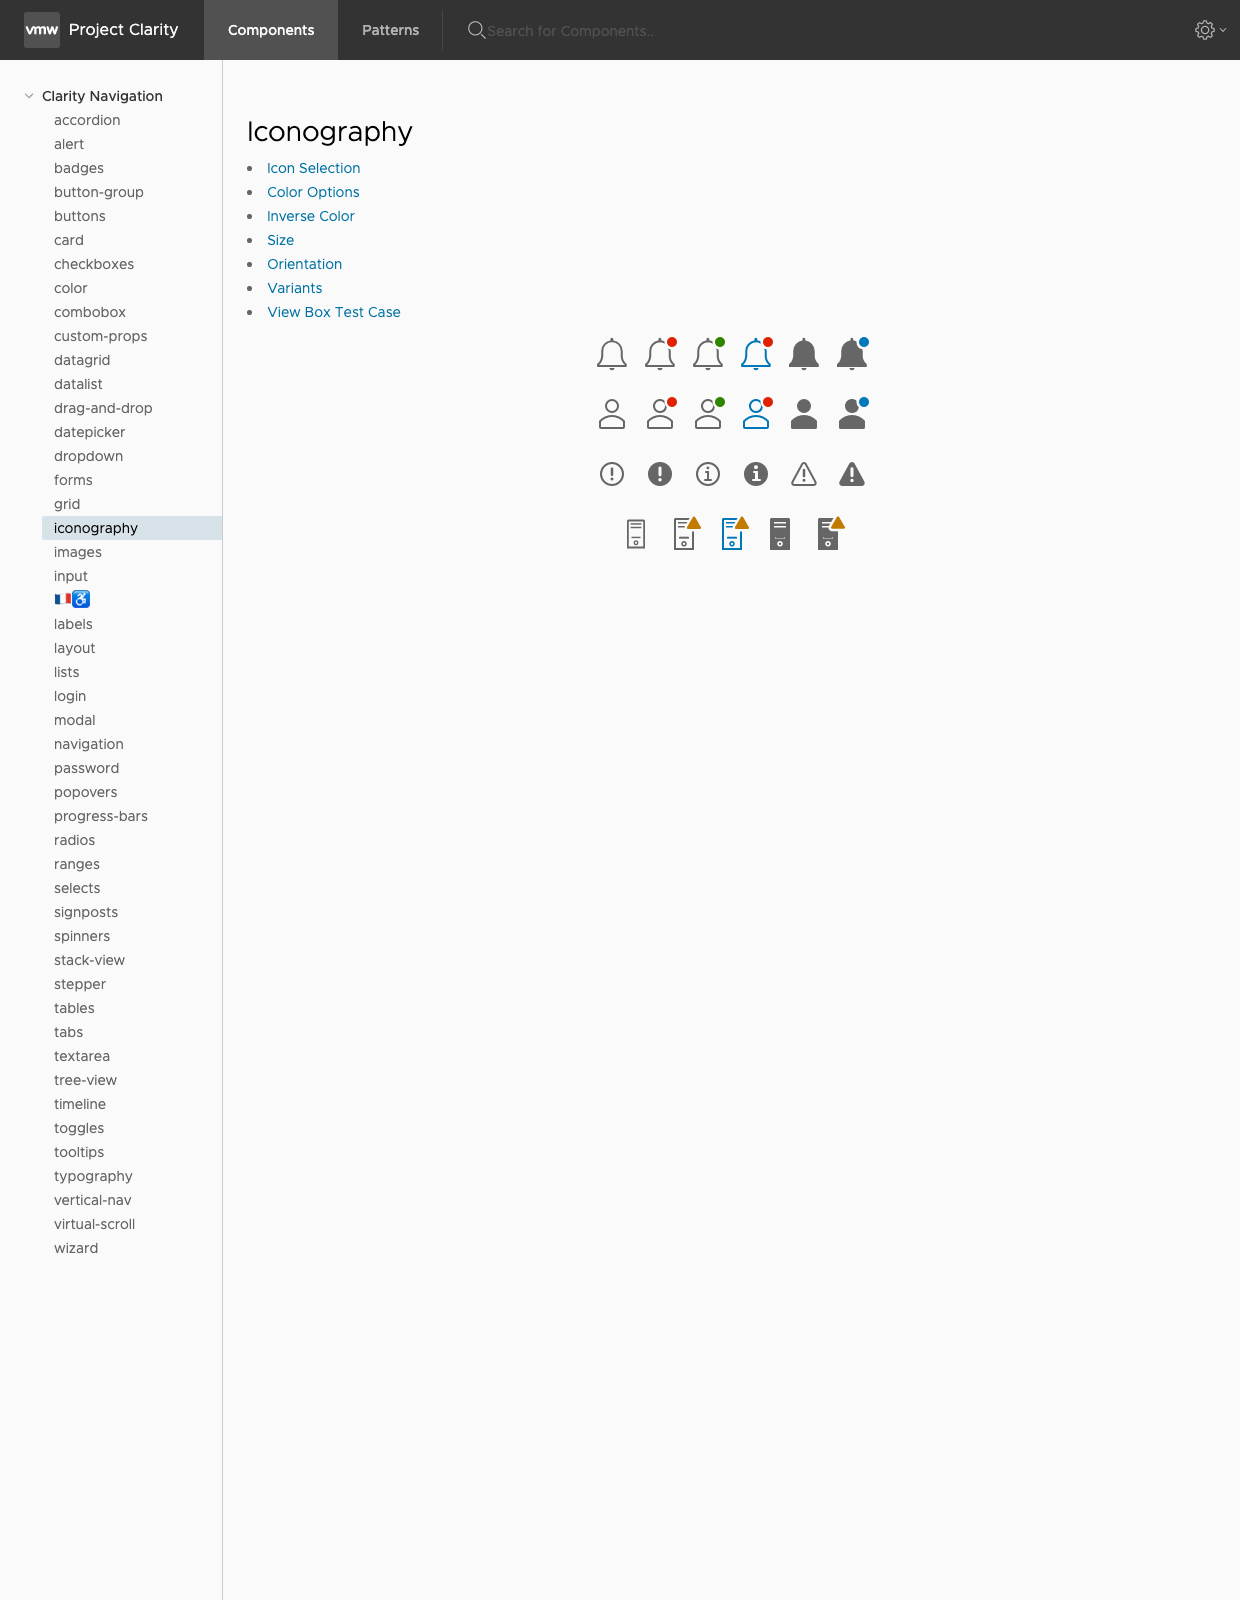 vmw Project Clarity Components Patterns Search for Components..
Clarity Navigation
accordion
alert
badges
button-group
buttons
card
checkboxes
color
combobox
custom-props
datagrid
datalist
drag-and-drop
datepicker
dropdown
forms
grid
iconography
images
input
🇫🇷♿
labels
layout
lists
login
modal
navigation
password
popovers
progress-bars
radios
ranges
selects
signposts
spinners
stack-view
stepper
tables
tabs
textarea
tree-view
timeline
toggles
tooltips
typography
vertical-nav
virtual-scroll
wizard
Iconography
Icon Selection
Color Options
Inverse Color
Size
Orientation
Variants
View Box Test Case